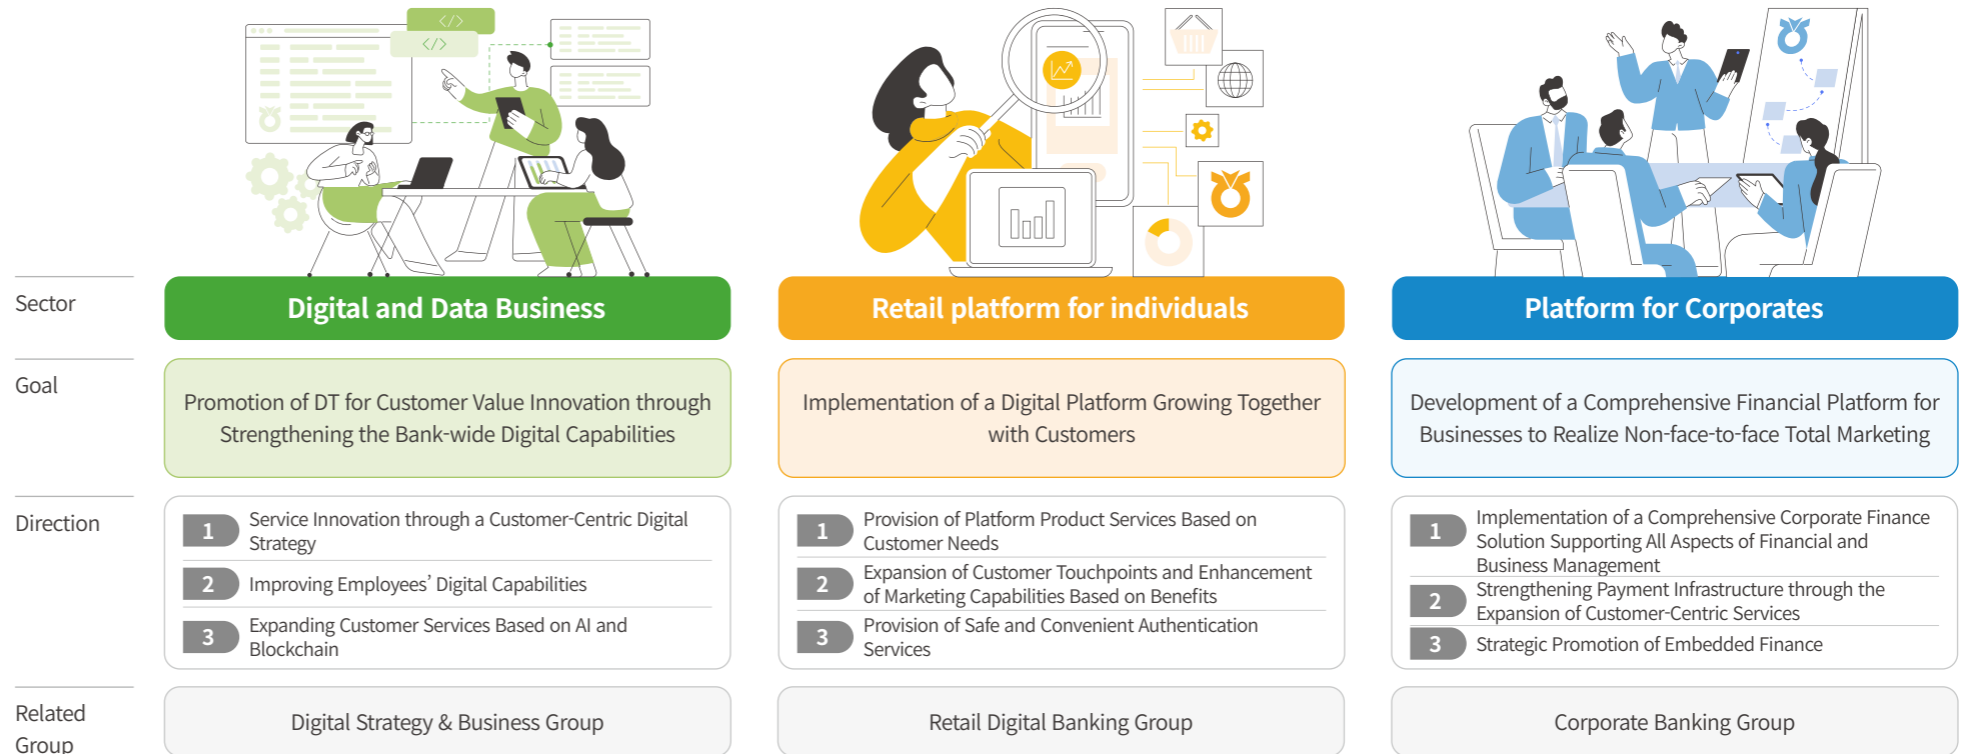 </>
</>
Sector
Digital and Data Business
Retail platform for individuals
Platform for Corporates
Goal
Promotion of DT for Customer Value Innovation through
Strengthening the Bank-wide Digital Capabilities
Implementation of a Digital Platform Growing Together
with Customers
Development of a Comprehensive Financial Platform for
Businesses to Realize Non-face-to-face Total Marketing
Direction
1 Service Innovation through a Customer-Centric Digital
Strategy
2 Improving Employees’ Digital Capabilities
3 Expanding Customer Services Based on AI and
Blockchain
1 Provision of Platform Product Services Based on
Customer Needs
2 Expansion of Customer Touchpoints and Enhancement
of Marketing Capabilities Based on Benefits
3 Provision of Safe and Convenient Authentication
Services
1 Implementation of a Comprehensive Corporate Finance
Solution Supporting All Aspects of Financial and
Business Management
2 Strengthening Payment Infrastructure through the
Expansion of Customer-Centric Services
3 Strategic Promotion of Embedded Finance
Related
Group
Digital Strategy & Business Group
Retail Digital Banking Group
Corporate Banking Group